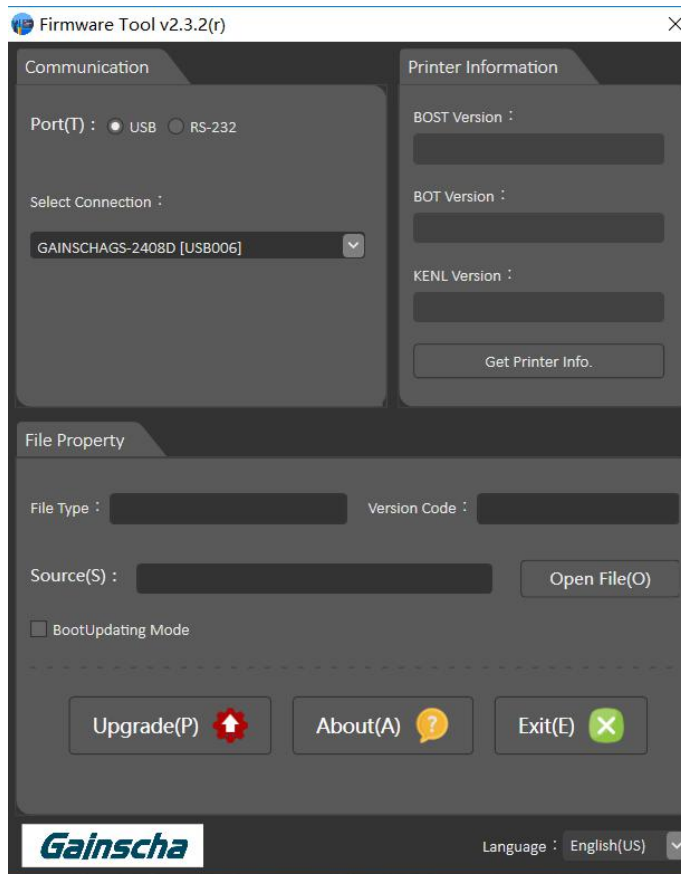 Firmware Tool v2.3.2(r)
Communication
Port(T) : USB RS-232
Select Connection :
GAINSCHAGS-2408D [USB006]
Printer Information
BOST Version :
BOT Version :
KENL Version :
Get Printer Info.
File Property
File Type : Version Code :
Source(S) : Open File(O)
BootUpdating Mode
Upgrade(P) About(A) Exit(E)
Gainscha
Language : English(US)